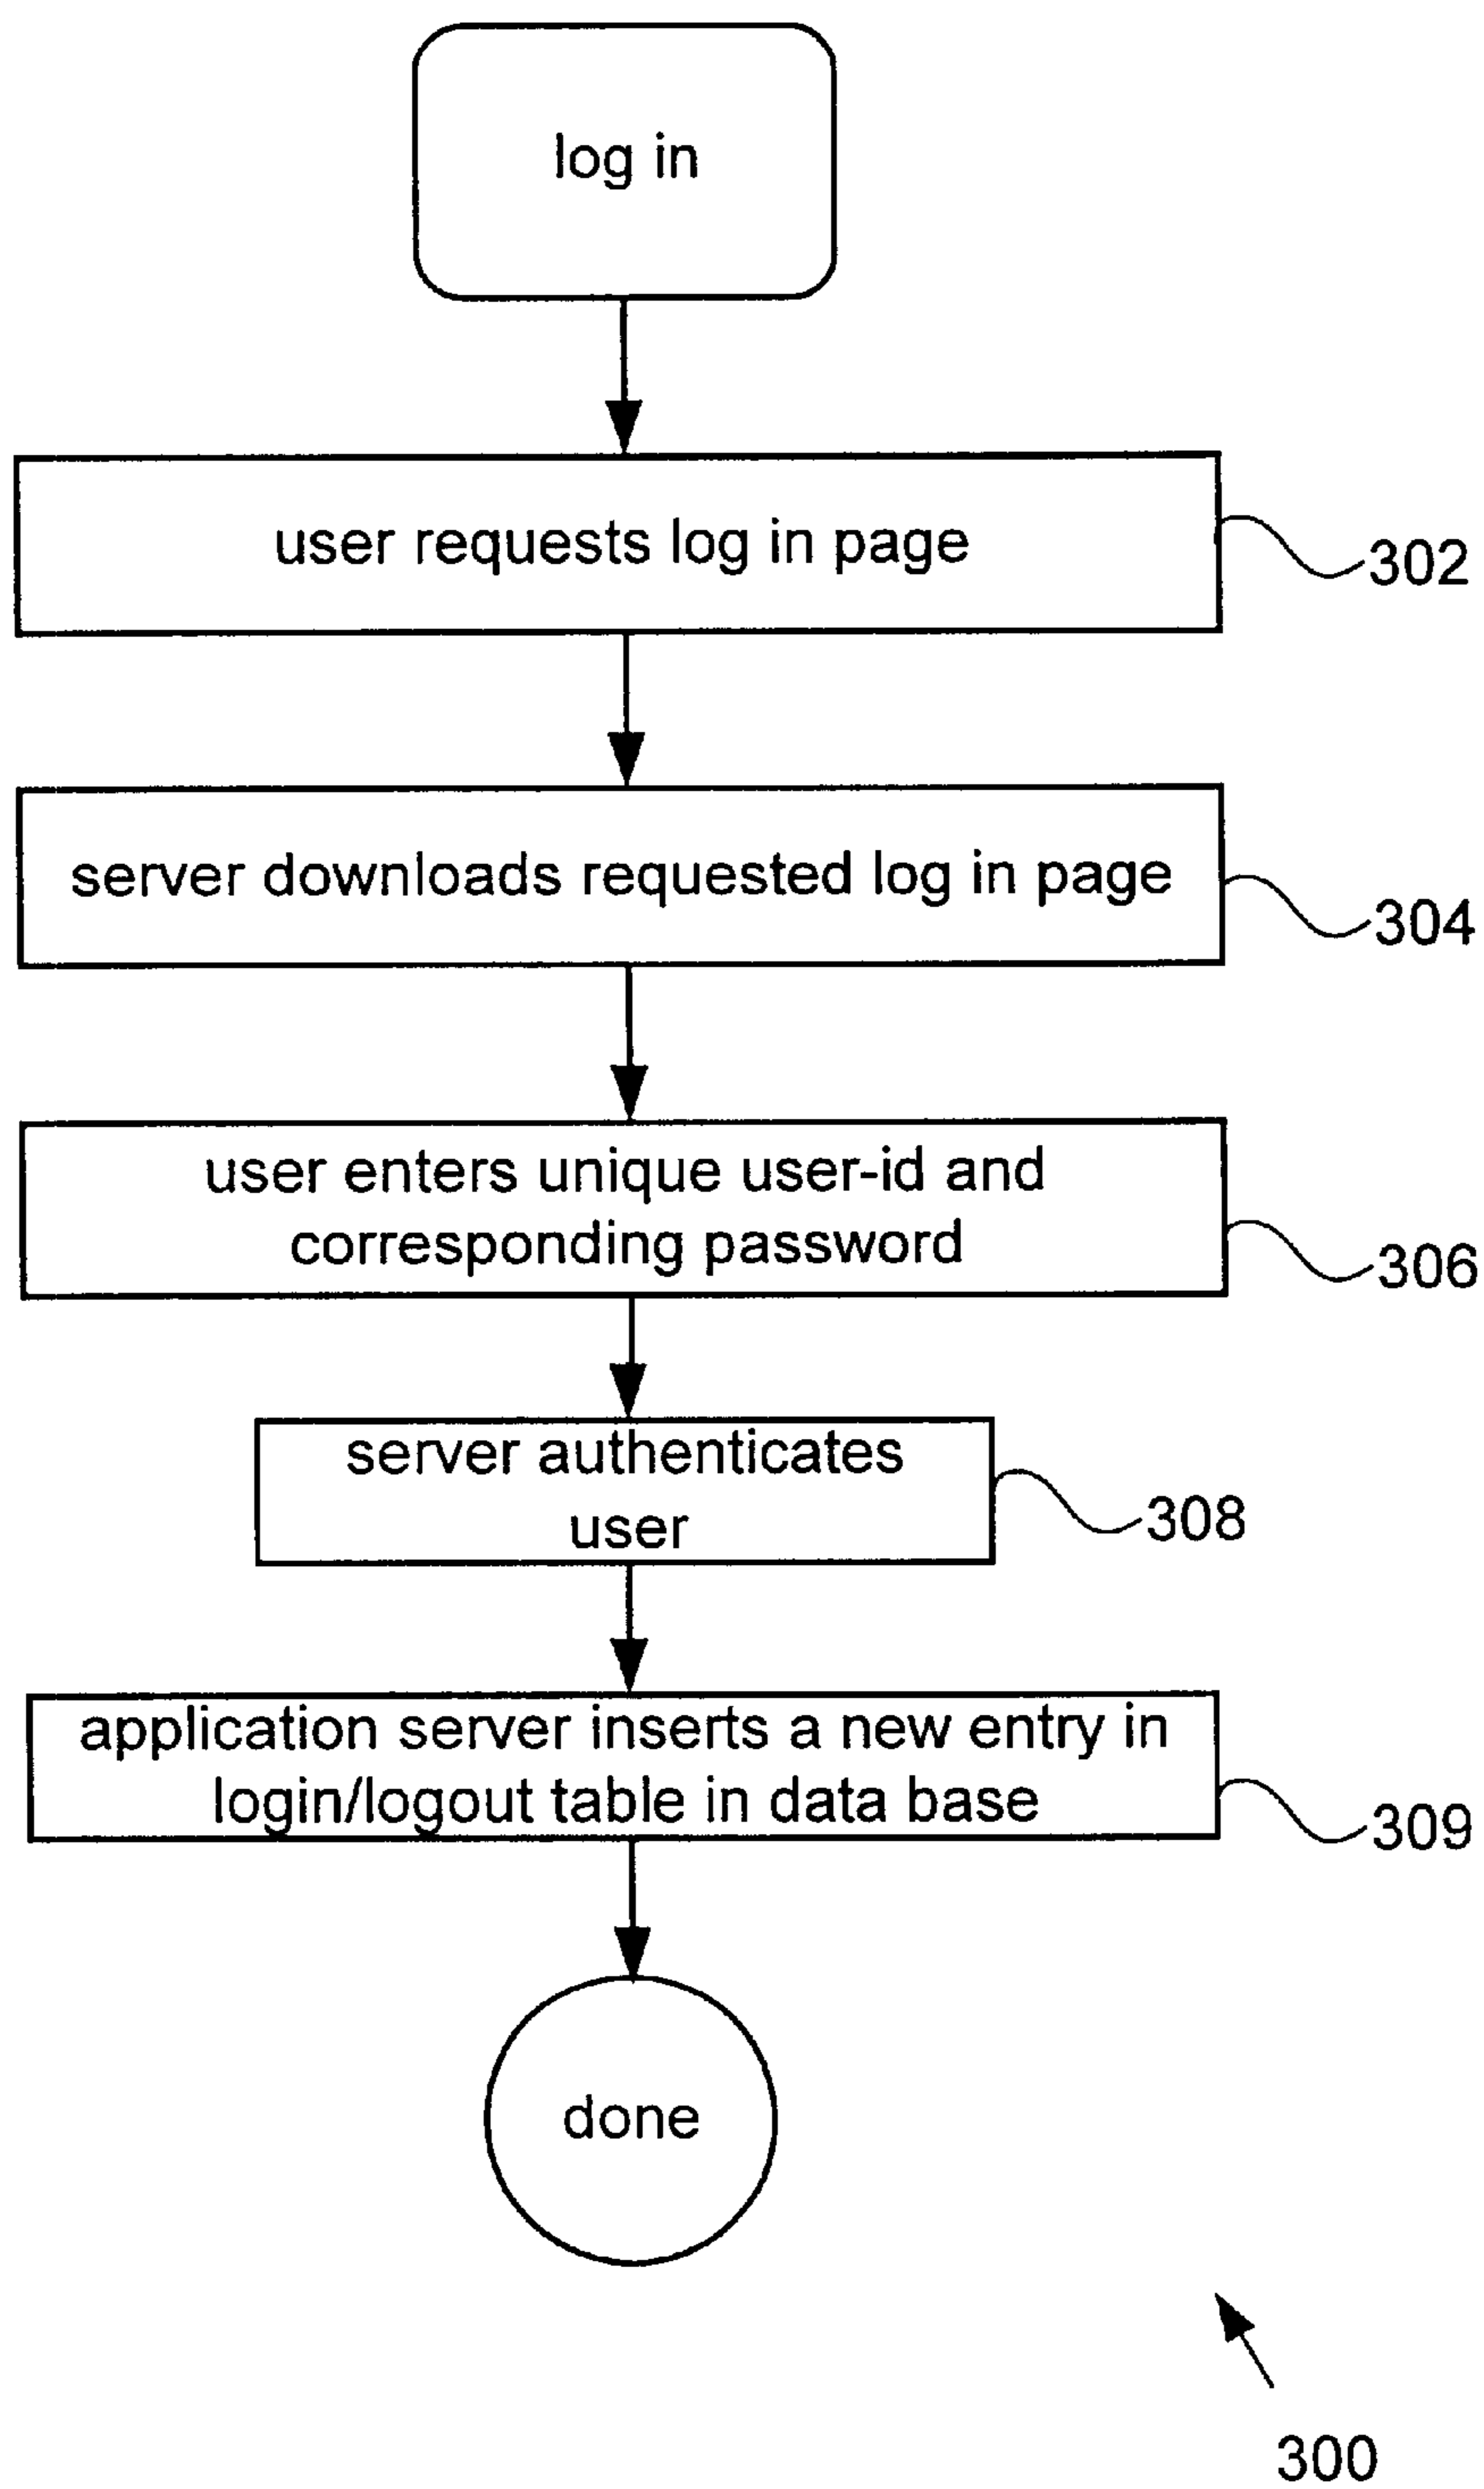 log in
user requests log in page
302
server downloads requested log in page
304
user enters unique user-id and
corresponding password
306
server authenticates
user
308
application server inserts a new entry in
login/logout table in data base
309
done
300